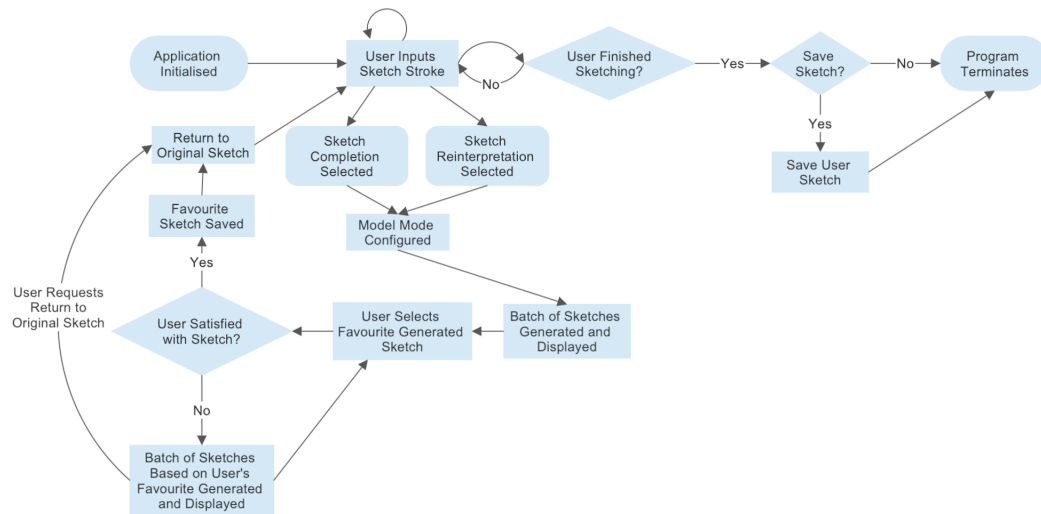 Application
Initialised
User Inputs
Sketch Stroke
No
User Finished
Sketching?
Yes
Save
Sketch?
No
Program
Terminates
Yes
Save User
Sketch
Return to
Original Sketch
Sketch
Completion
Selected
Sketch
Reinterpretation
Selected
Favourite
Sketch Saved
Model Mode
Configured
Yes
User Requests
Return to
Original Sketch
User Satisfied
with Sketch?
User Selects
Favourite Generated
Sketch
Batch of Sketches
Generated and
Displayed
No
Batch of Sketches
Based on User's
Favourite Generated
and Displayed